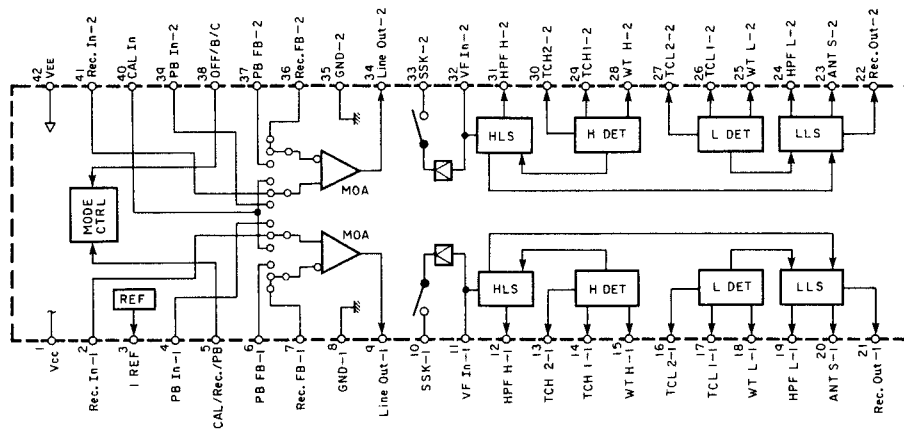 42 VEE
41 Rec. In-2
40 CAL In
39 PB In-2
38 OFF/B/C
37 PB FB-2
36 Rec. FB-2
35 GND-2
34 Line Out-2
33 SSK-2
32 VF In-2
31 HPF H-2
30 TCH2-2
29 TCH1-2
28 WT H-2
27 TCL2-2
26 TCL1-2
25 WT L-2
24 HPF L-2
23 ANT S-2
22 Rec. Out-2
MODE
CTRL
MOA
HLS
H DET
L DET
LLS
REF
MOA
HLS
H DET
L DET
LLS
1 Vcc
2 Rec. In-1
3 I REF
4 PB In-1
5 CAL/Rec./PB
6 PB FB-1
7 Rec. FB-1
8 GND-1
9 Line Out-1
10 SSK-1
11 VF In-1
12 HPF H-1
13 TCH 2-1
14 TCH 1-1
15 WT H-1
16 TCL 2-1
17 TCL 1-1
18 WT L-1
19 HPF L-1
20 ANT S-1
21 Rec. Out-1